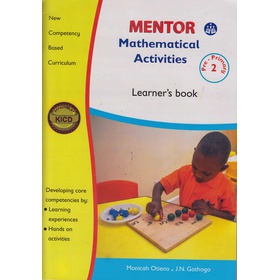 New
Competency
Based
Curriculum
MENTOR
Mathematical
Activities
Pre - Primary
2
Learner's book
KICD
Developing core
competencies by:
• Learning
experiences
• Hands on
activities
Monicah Otieno • J.N. Gathogo